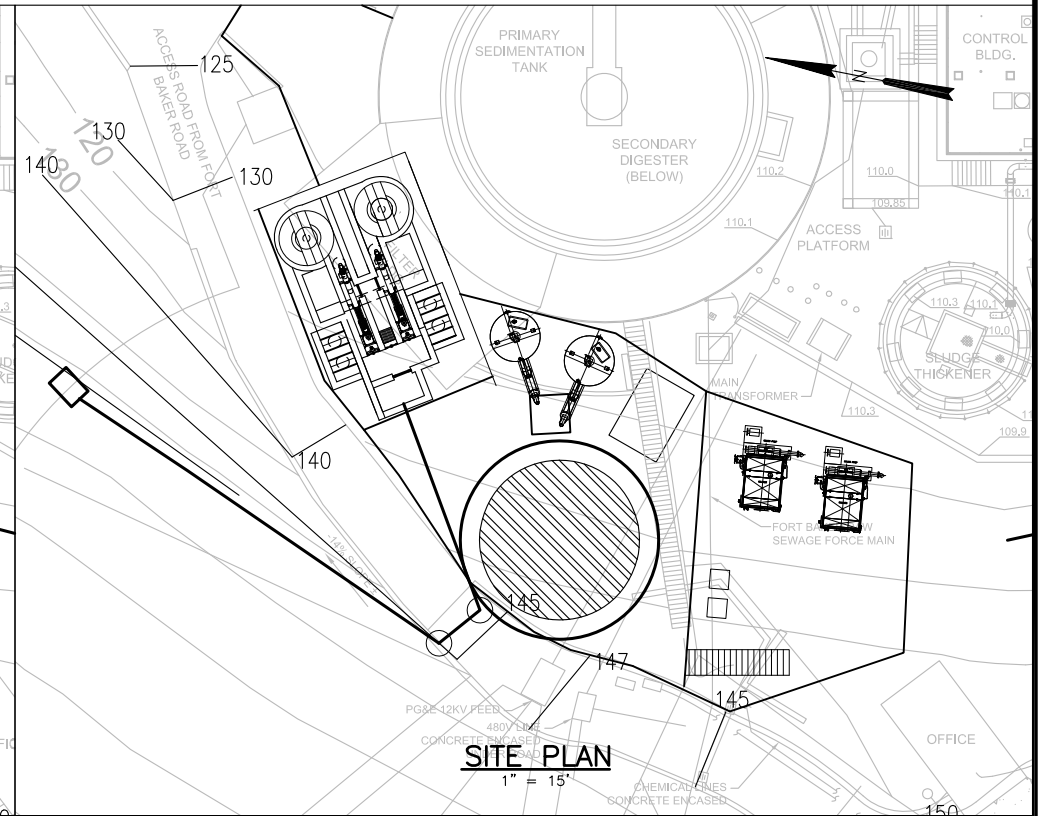 PRIMARY
SEDIMENTATION
TANK
CONTROL
BLDG.
ACCESS ROAD FROM FORT
BAKER ROAD
125
N
120
130
130
130
140
SECONDARY
DIGESTER
(BELOW)
110.2
110.0
110.1
109.85
110.1
ACCESS
PLATFORM
110.3
110.1
110.0
SLUDGE
THICKENER
MAIN
TRANSFORMER
110.3
109.9
140
SEWAGE FORCE MAIN
145
147
145
PG&E 12KV FEED
480V LINE
CONCRETE ENCASED
SITE PLAN
1" = 15'
OFFICE
CHEMICAL LINES
CONCRETE ENCASED
150